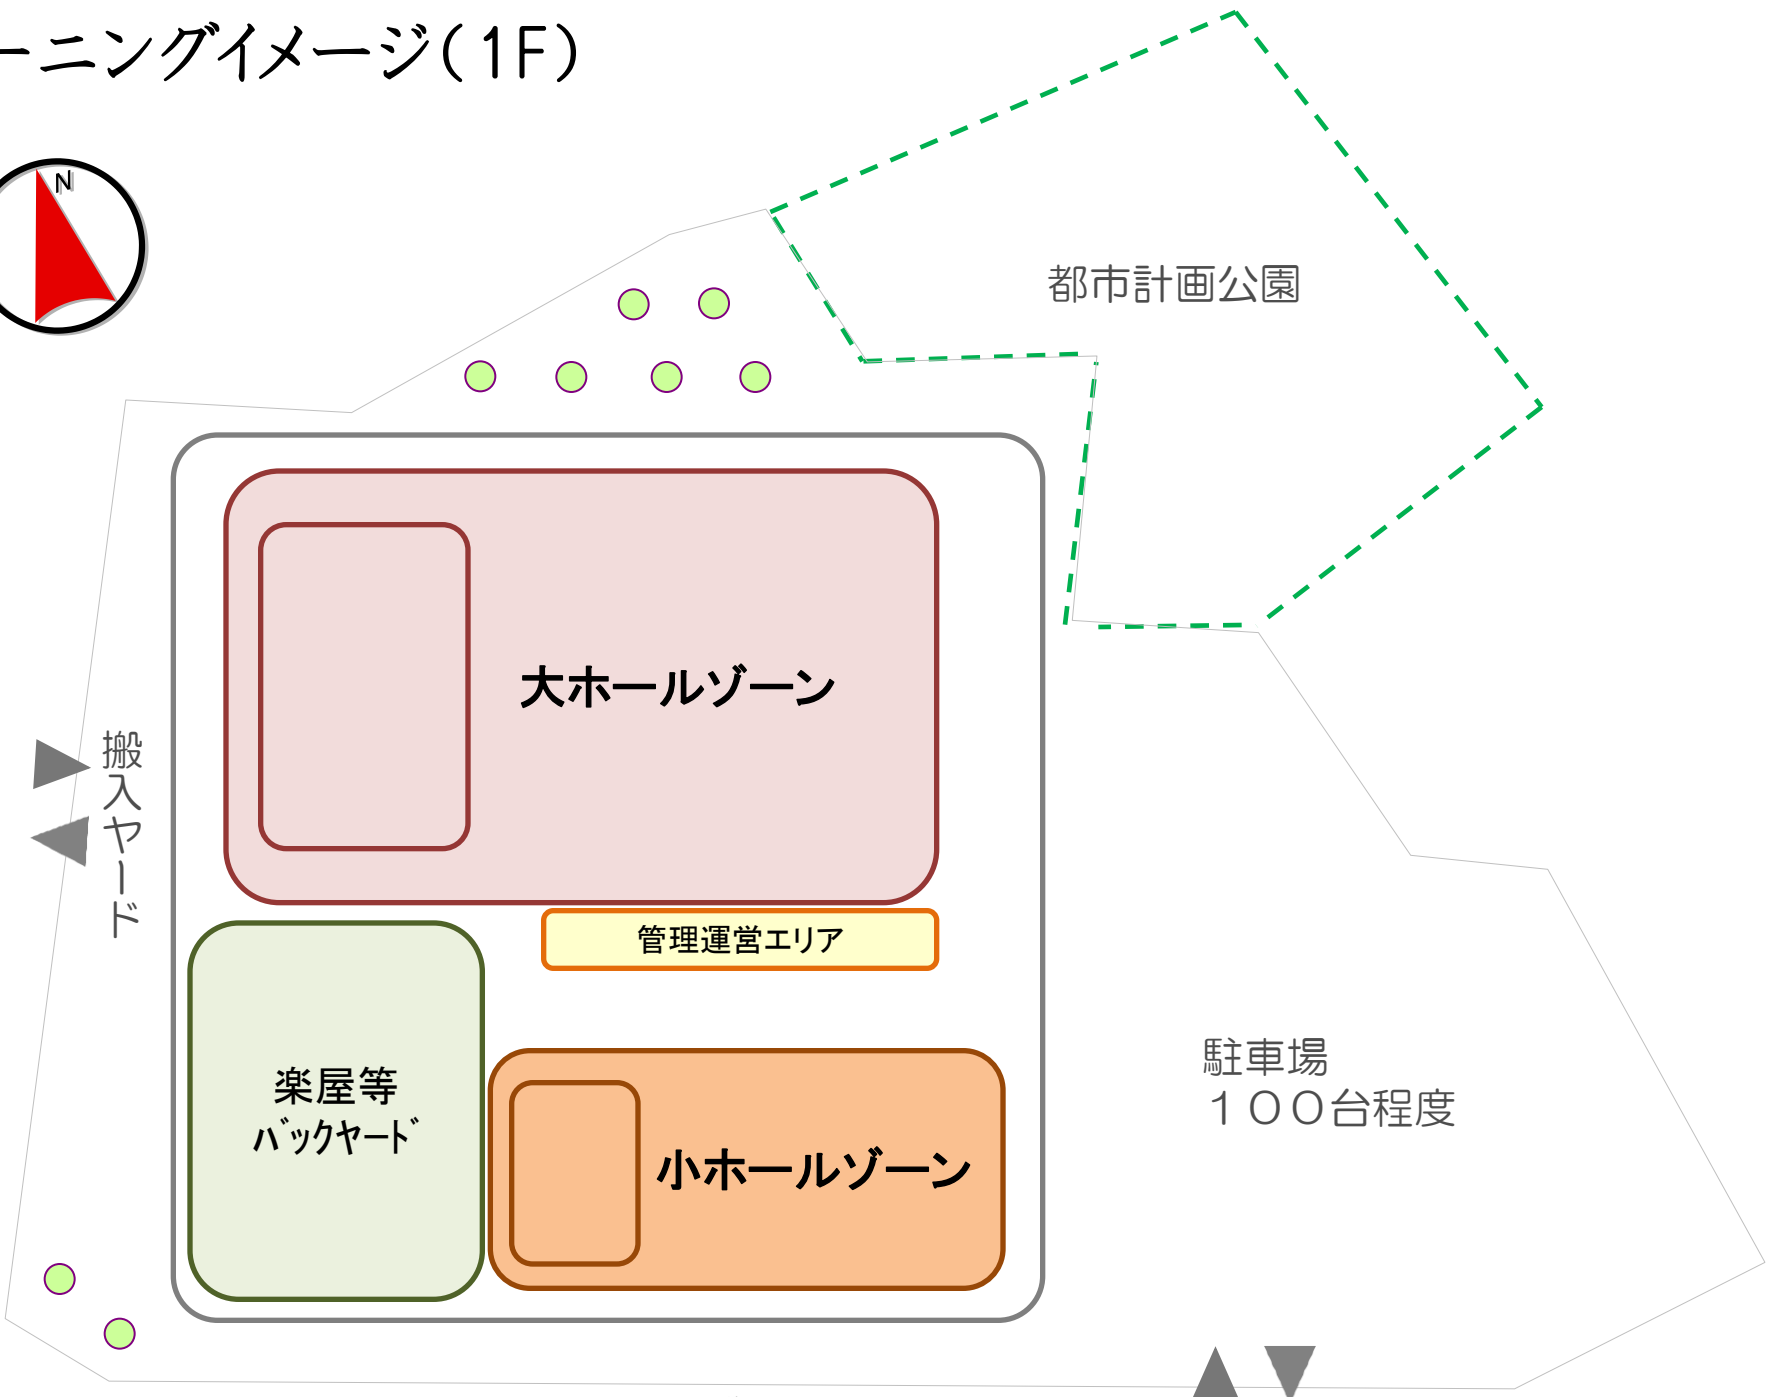 ーニングイメージ(1F)
N
都市計画公園
大ホールゾーン
搬入ヤード
管理運営エリア
楽屋等
ﾊﾞｯｸﾔｰﾄﾞ
小ホールゾーン
駐車場
１００台程度